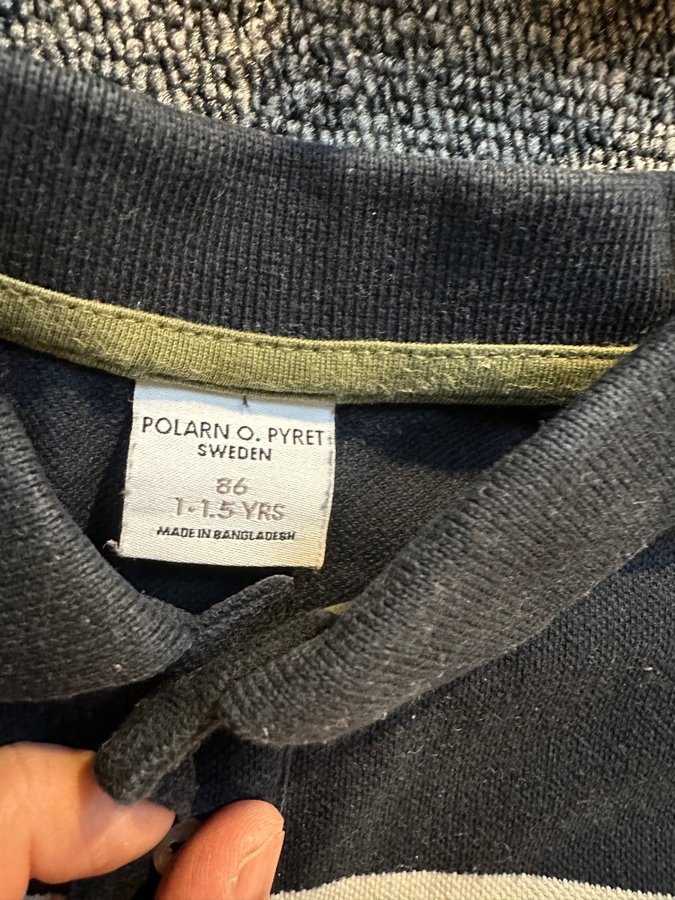 POLARN O. PYRET
SWEDEN
86
1-1.5 YRS
MADE IN BANGLADESH